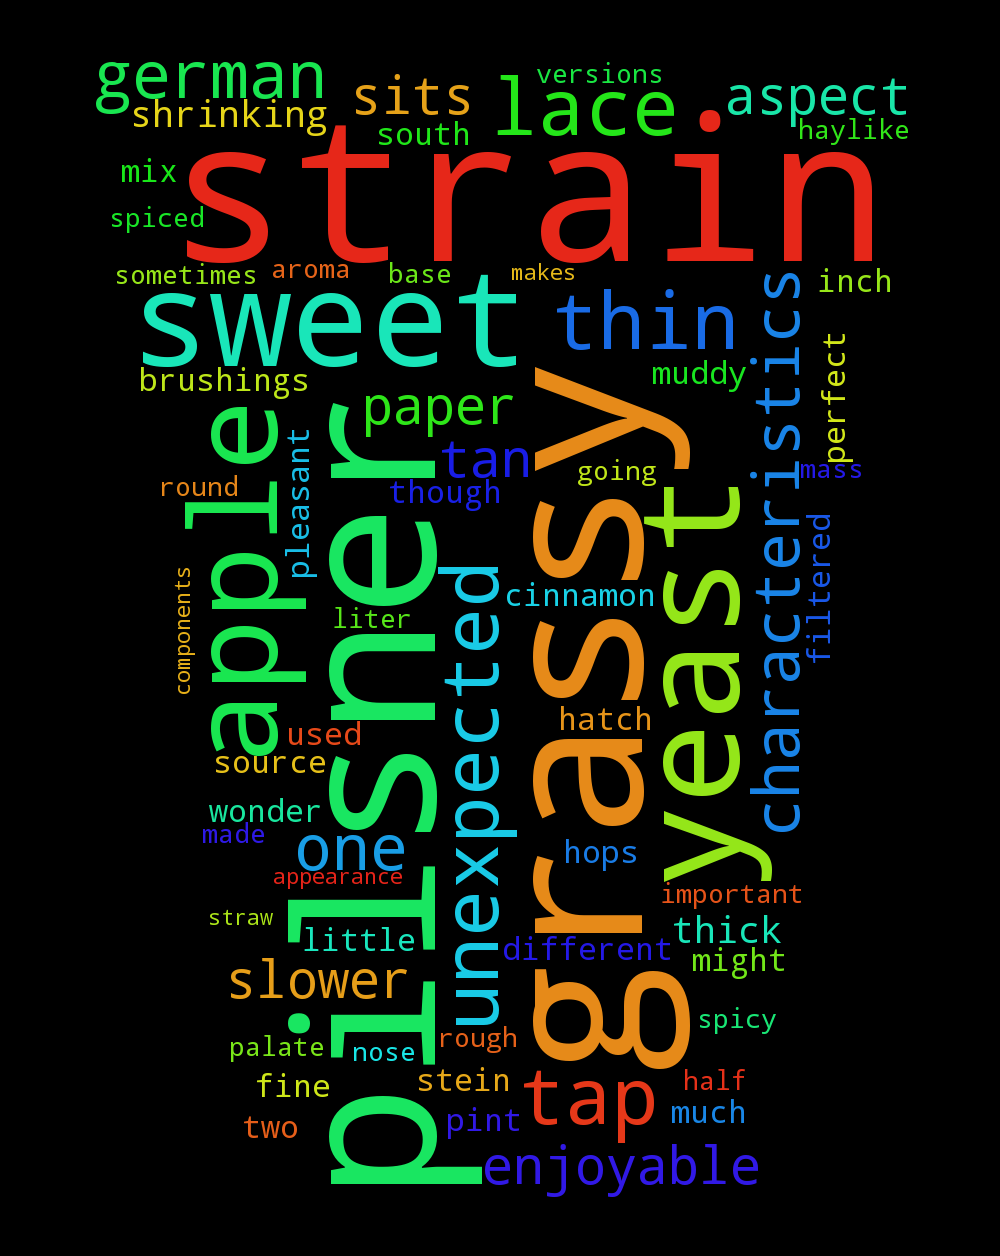 german
sits
lace
versions
aspect
shrinking
south
haylike
strain
mix
spiced
sometimes
aroma
base
makes
inch
sweet
thin
characteristics
brushings
muddy
perfect
paper
grassy
apple
pilsner
tan
pleasant
going
mass
round
though
yeast
filtered
components
unexpected
cinnamon
liter
hatch
used
source
wonder
made
one
hops
appearance
important
straw
little
different
thick
might
slower
spicy
palate
nose
rough
fine
stein
tap
half
two
pint
much
enjoyable